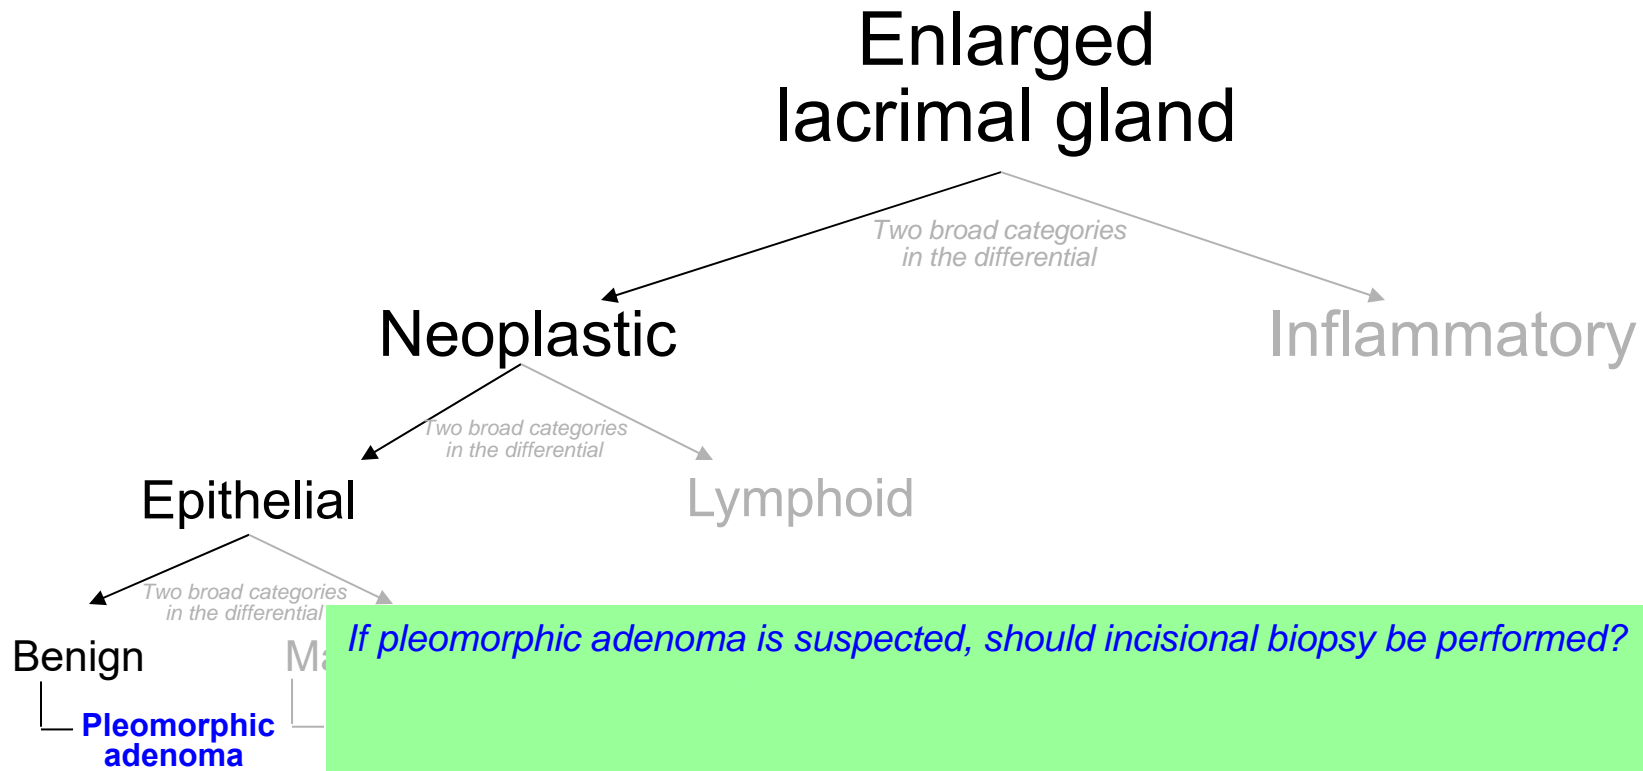 Enlarged
lacrimal gland
Two broad categories
in the differential
Neoplastic
Inflammatory
Two broad categories
in the differential
Epithelial
Lymphoid
Two broad categories
in the differential
Benign
Ma
If pleomorphic adenoma is suspected, should incisional biopsy be performed?
Pleomorphic
adenoma